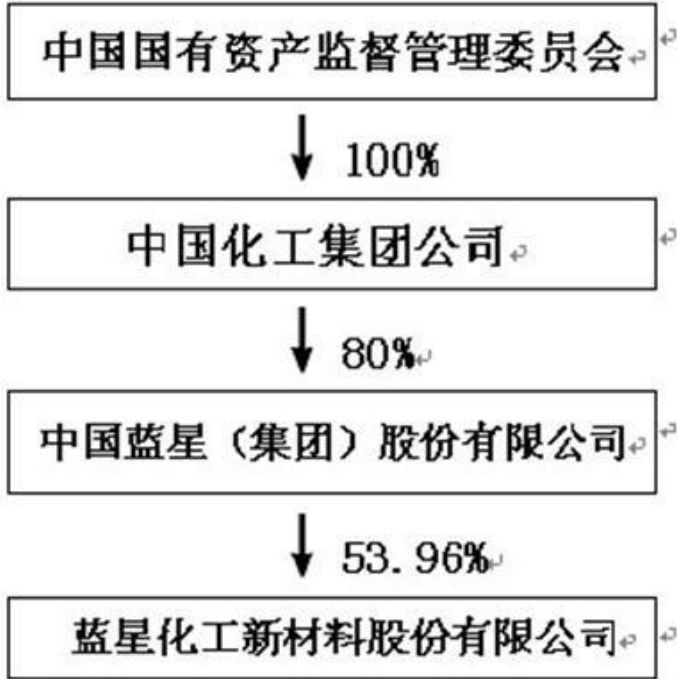 中国国有资产监督管理委员会
100%
中国化工集团公司
80%
中国蓝星（集团）股份有限公司
53.96%
蓝星化工新材料股份有限公司